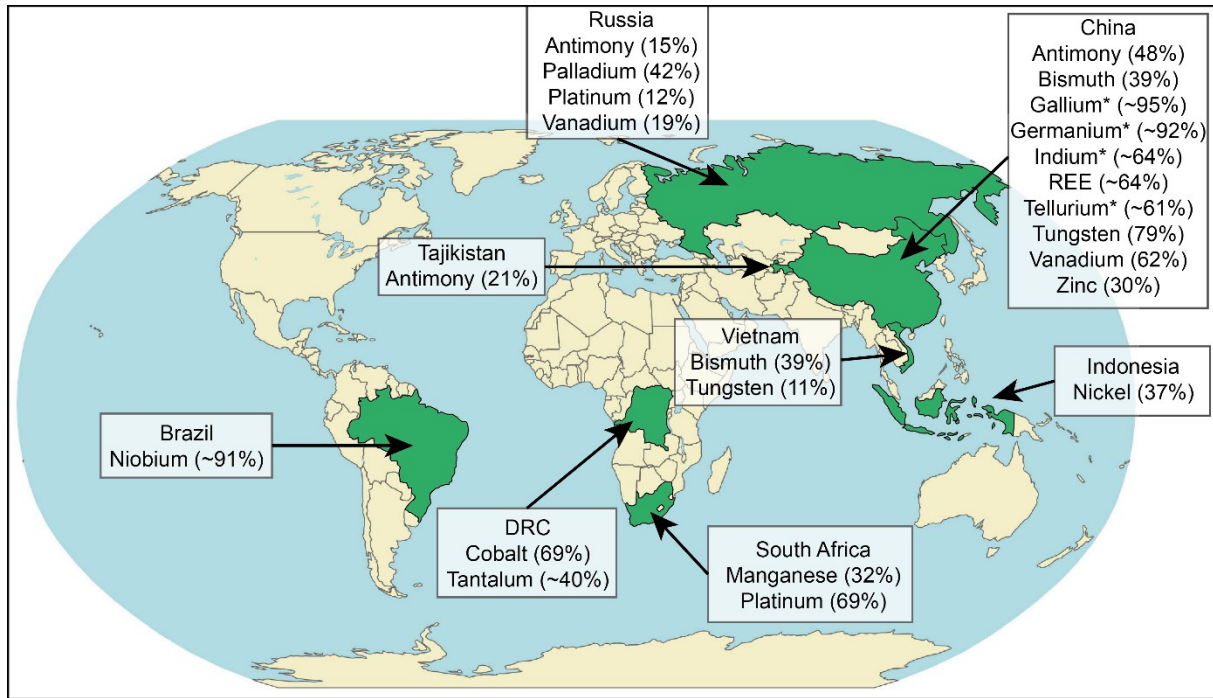 Russia
Antimony (15%)
Palladium (42%)
Platinum (12%)
Vanadium (19%)
China
Antimony (48%)
Bismuth (39%)
Gallium* (~95%)
Germanium* (~92%)
Indium* (~64%)
REE (~64%)
Tellurium* (~61%)
Tungsten (79%)
Vanadium (62%)
Zinc (30%)
Tajikistan
Antimony (21%)
Vietnam
Bismuth (39%)
Tungsten (11%)
Indonesia
Nickel (37%)
Brazil
Niobium (~91%)
DRC
Cobalt (69%)
Tantalum (~40%)
South Africa
Manganese (32%)
Platinum (69%)